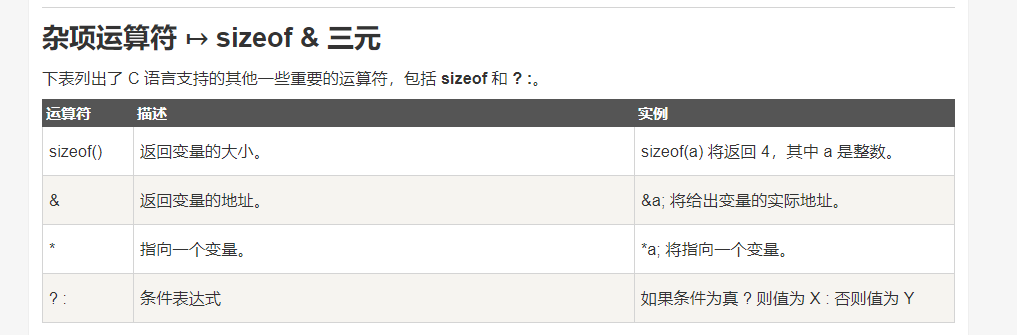 杂项运算符 ↦ sizeof & 三元
下表列出了 C 语言支持的其他一些重要的运算符，包括 sizeof 和 ? :。
运算符 描述 实例
sizeof() 返回变量的大小。 sizeof(a) 将返回 4，其中 a 是整数。
& 返回变量的地址。 &a; 将给出变量的实际地址。
* 指向一个变量。 *a; 将指向一个变量。
? : 条件表达式 如果条件为真 ? 则值为 X : 否则值为 Y